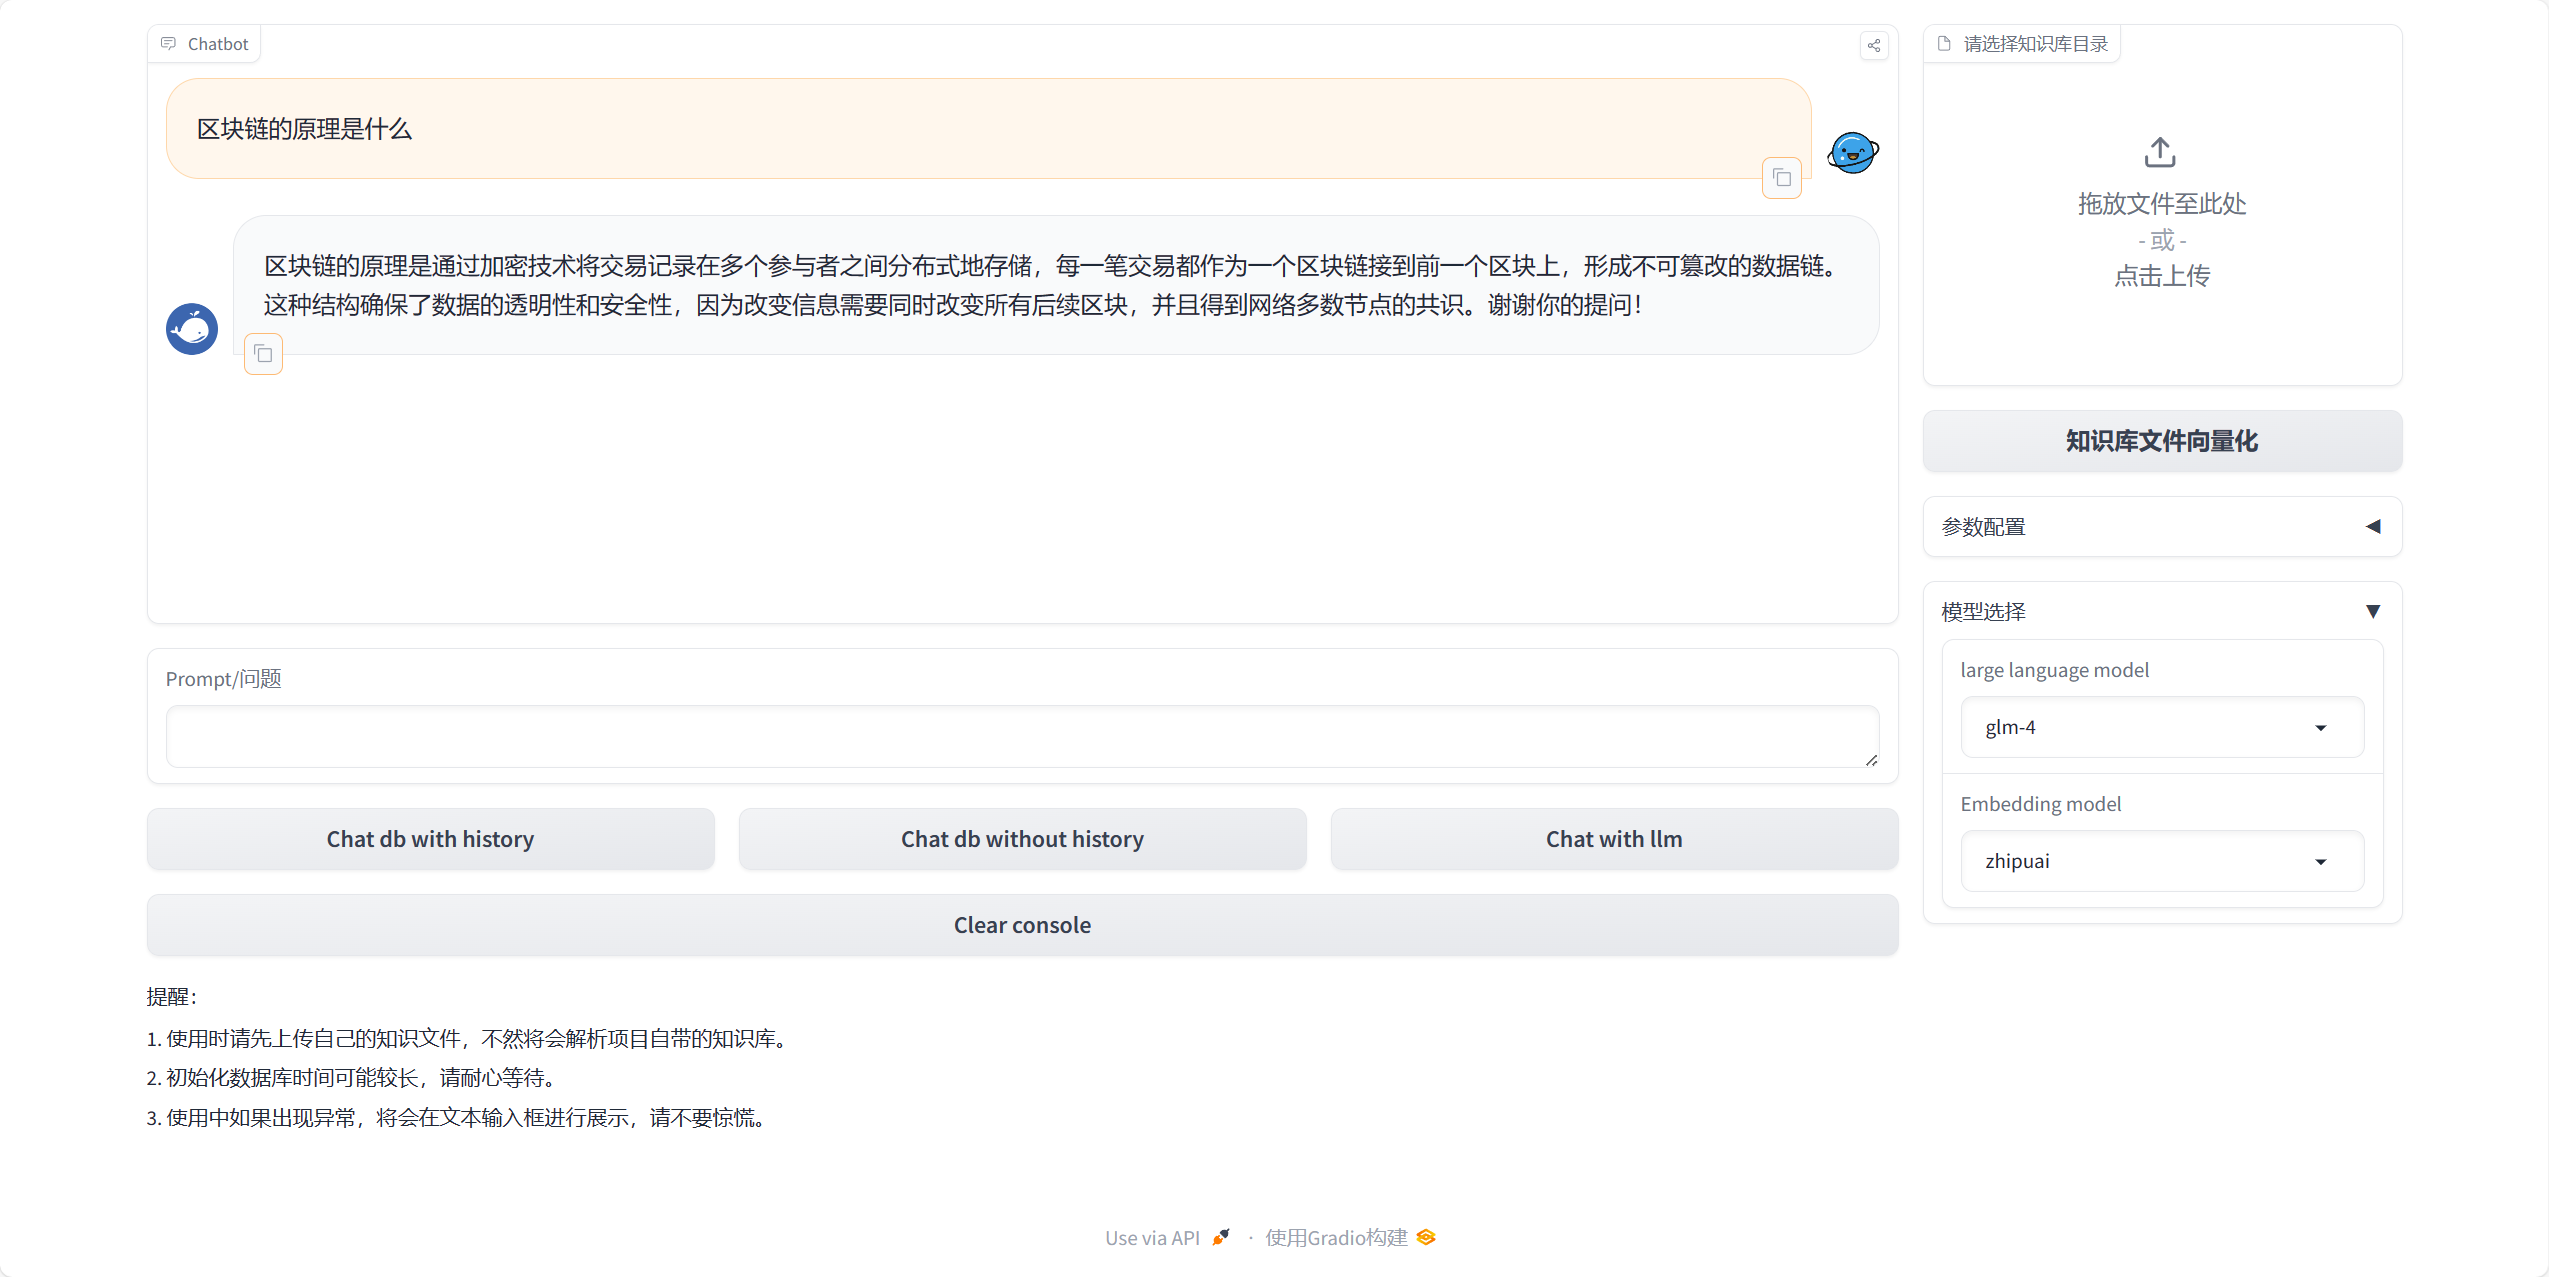 Chatbot
区块链的原理是什么
区块链的原理是通过加密技术将交易记录在多个参与者之间分布式地存储，每一笔交易都作为一个区块链接到前一个区块上，形成不可篡改的数据链。
这种结构确保了数据的透明性和安全性，因为改变信息需要同时改变所有后续区块，并且得到网络多数节点的共识。谢谢你的提问！
Prompt/问题
Chat db with history
Chat db without history
Chat with llm
Clear console
提醒：
1. 使用时请先上传自己的知识文件，不然将会解析项目自带的知识库。
2. 初始化数据库时间可能较长，请耐心等待。
3. 使用中如果出现异常，将会在文本输入框进行展示，请不要惊慌。
请选择知识库目录
拖放文件至此处
- 或 -
点击上传
知识库文件向量化
参数配置
模型选择
large language model
glm-4
Embedding model
zhipuai
Use via API · 使用Gradio构建